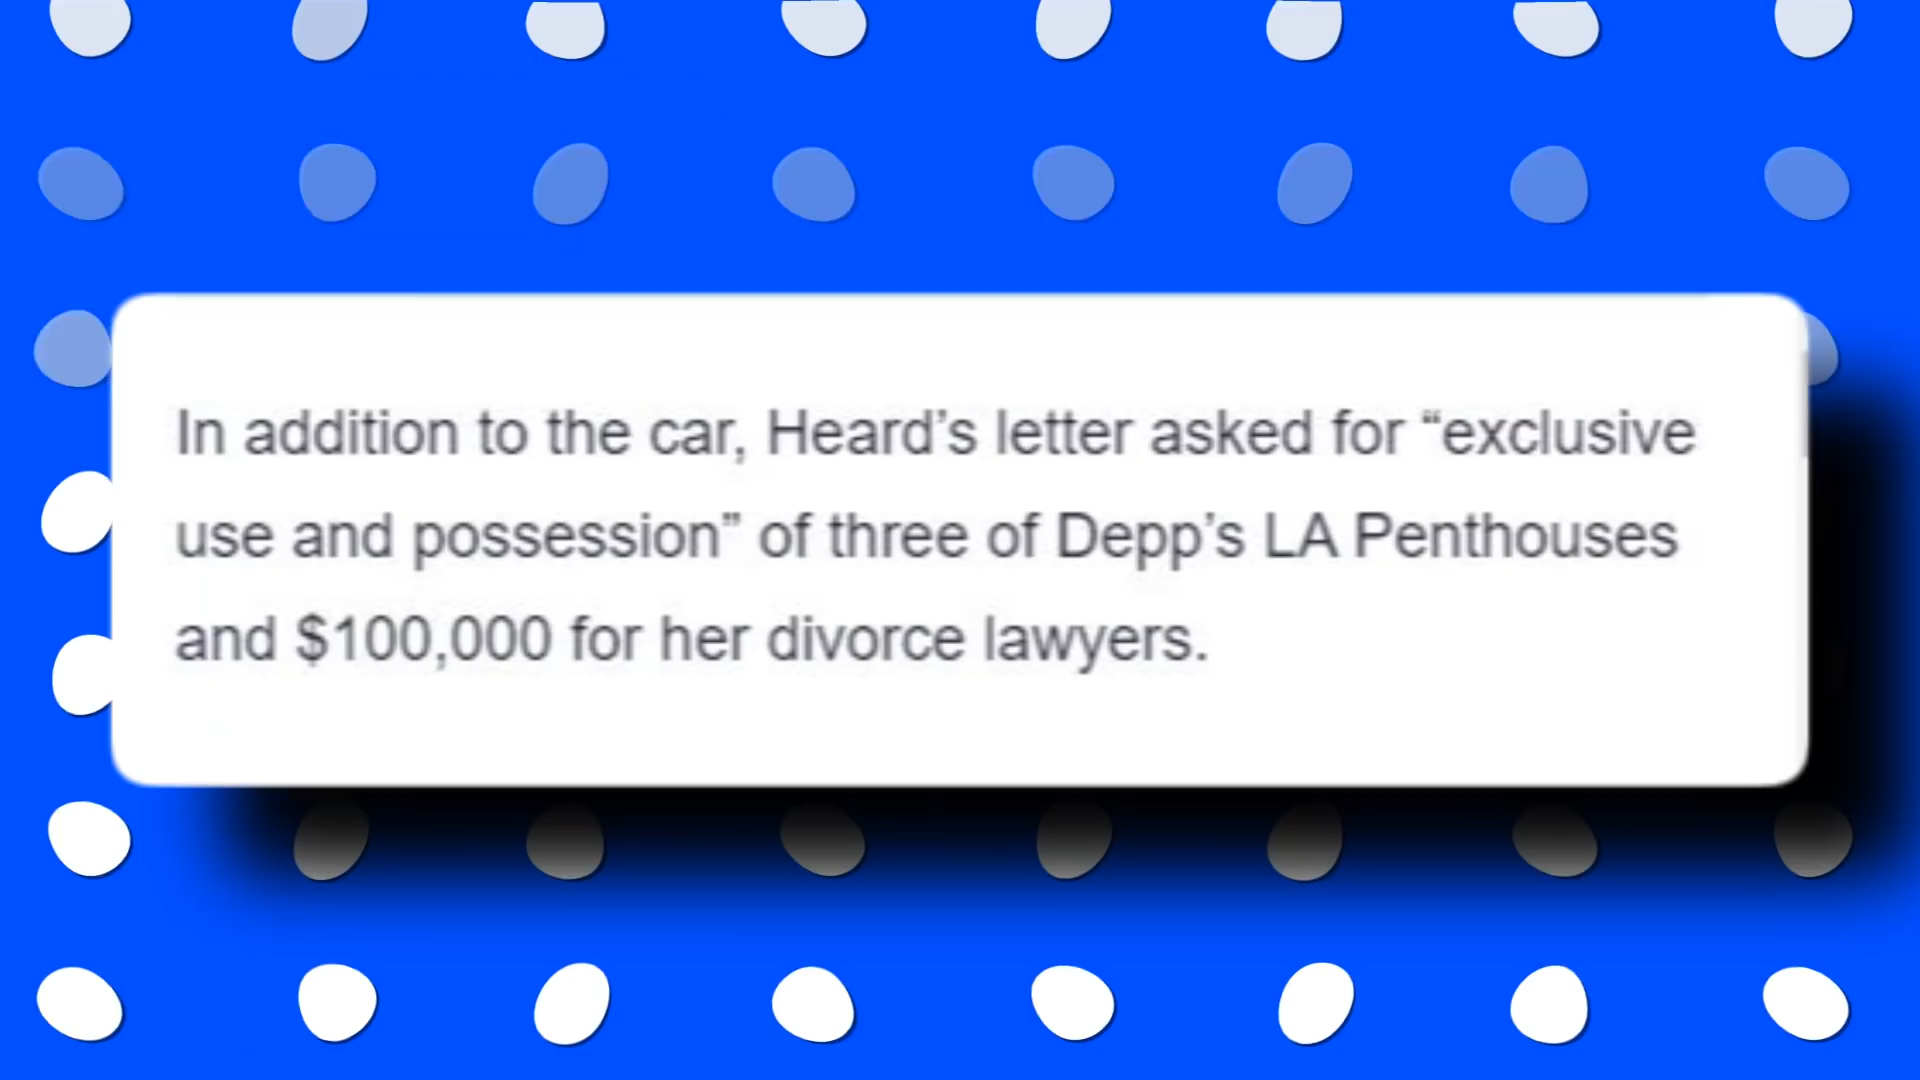 In addition to the car, Heard’s letter asked for “exclusive
use and possession” of three of Depp’s LA Penthouses
and $100,000 for her divorce lawyers.